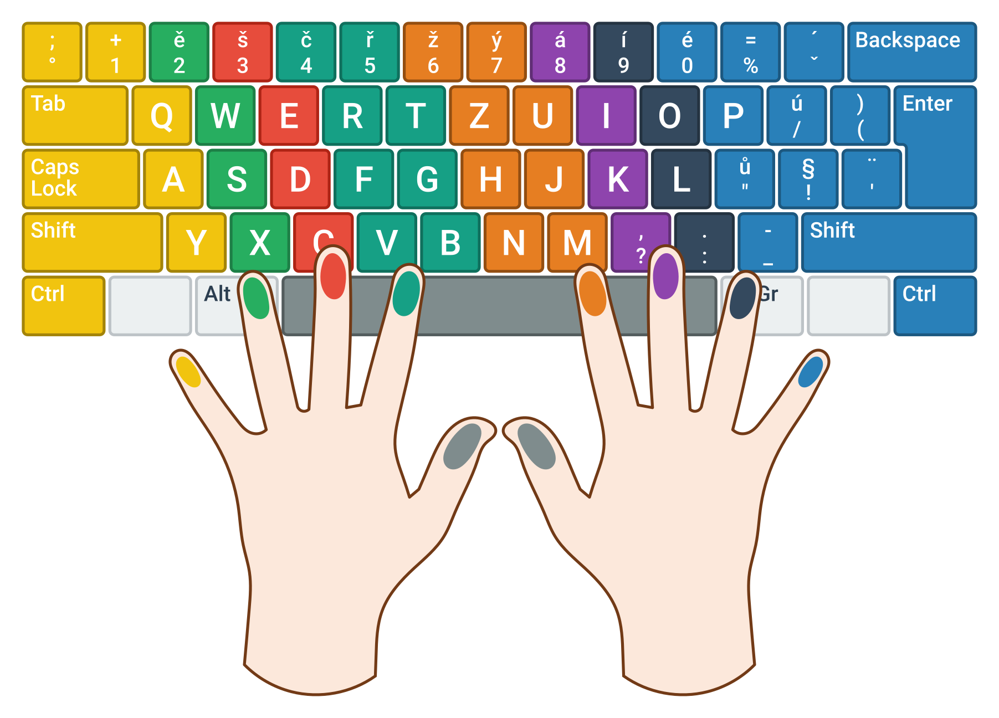 ; + ě š č ř ž ý á í é = ´ Backspace
° 1 2 3 4 5 6 7 8 9 0 % ˇ
Tab Q W E R T Z U I O P ú ) Enter
/ (
Caps A S D F G H J K L ů § ¨
Lock " ! '
Shift Y X C V B N M , . - Shift
? : _
Ctrl Alt Gr Ctrl